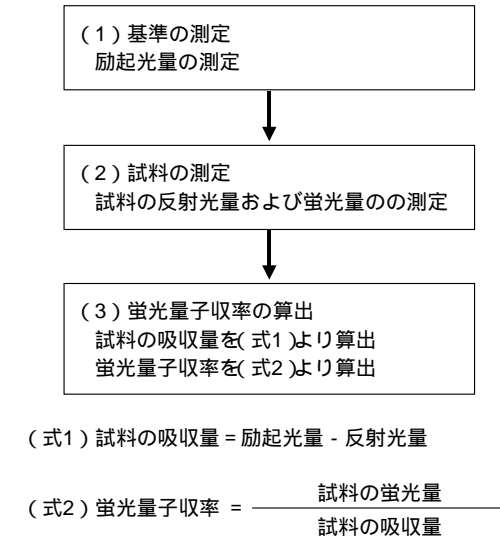 (1)基準の測定
励起光量の測定
(2)試料の測定
試料の反射光量および蛍光量のの測定
(3)蛍光量子収率の算出
試料の吸収量を(式1)より算出
蛍光量子収率を(式2)より算出
(式1)試料の吸収量 = 励起光量 - 反射光量
(式2)蛍光量子収率 =
試料の蛍光量
試料の吸収量